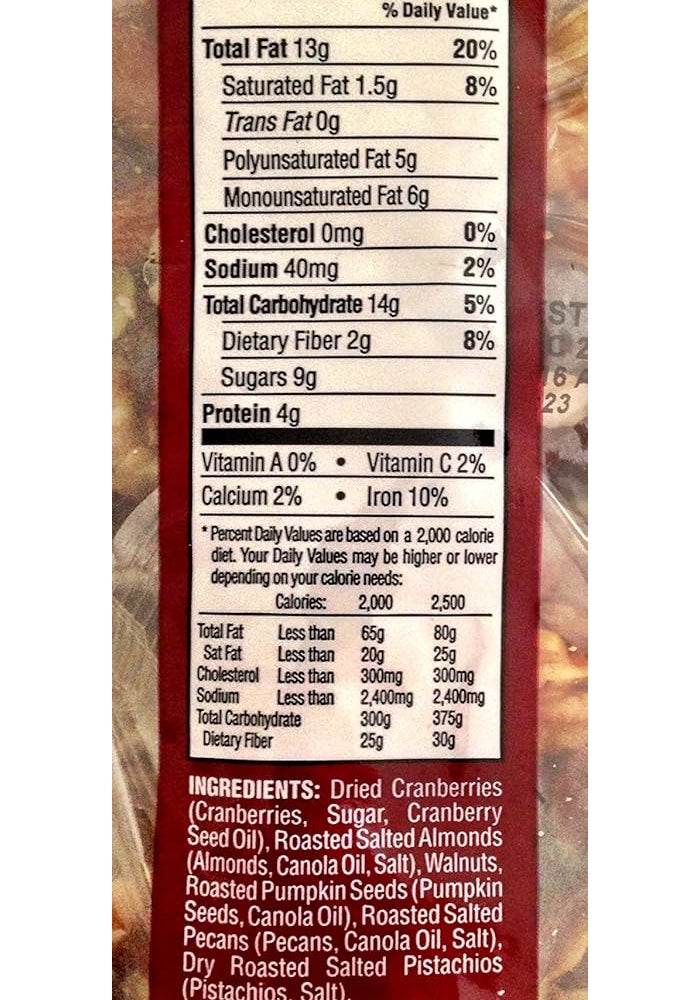 % Daily Value*
Total Fat 13g 20%
Saturated Fat 1.5g 8%
Trans Fat 0g
Polyunsaturated Fat 5g
Monounsaturated Fat 6g
Cholesterol 0mg 0%
Sodium 40mg 2%
Total Carbohydrate 14g 5%
Dietary Fiber 2g 8%
Sugars 9g
Protein 4g
Vitamin A 0% • Vitamin C 2%
Calcium 2% • Iron 10%
* Percent Daily Values are based on a 2,000 calorie
diet. Your Daily Values may be higher or lower
depending on your calorie needs:
Calories: 2,000 2,500
Total Fat Less than 65g 80g
Sat Fat Less than 20g 25g
Cholesterol Less than 300mg 300mg
Sodium Less than 2,400mg 2,400mg
Total Carbohydrate 300g 375g
Dietary Fiber 25g 30g
INGREDIENTS: Dried Cranberries
(Cranberries, Sugar, Cranberry
Seed Oil), Roasted Salted Almonds
(Almonds, Canola Oil, Salt), Walnuts,
Roasted Pumpkin Seeds (Pumpkin
Seeds, Canola Oil), Roasted Salted
Pecans (Pecans, Canola Oil, Salt),
Dry Roasted Salted Pistachios
(Pistachios, Salt).
ST
23